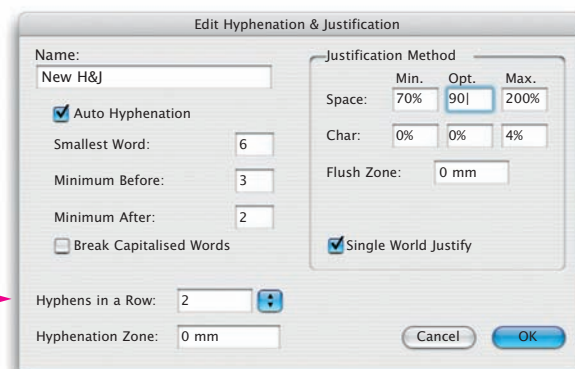 Edit Hyphenation & Justification
Name:
New H&J
Auto Hyphenation
Smallest Word: 6
Minimum Before: 3
Minimum After: 2
Break Capitalised Words
Hyphens in a Row: 2
Hyphenation Zone: 0 mm
Justification Method
Min. Opt. Max.
Space: 70% 90 200%
Char: 0% 0% 4%
Flush Zone: 0 mm
Single World Justify
Cancel OK